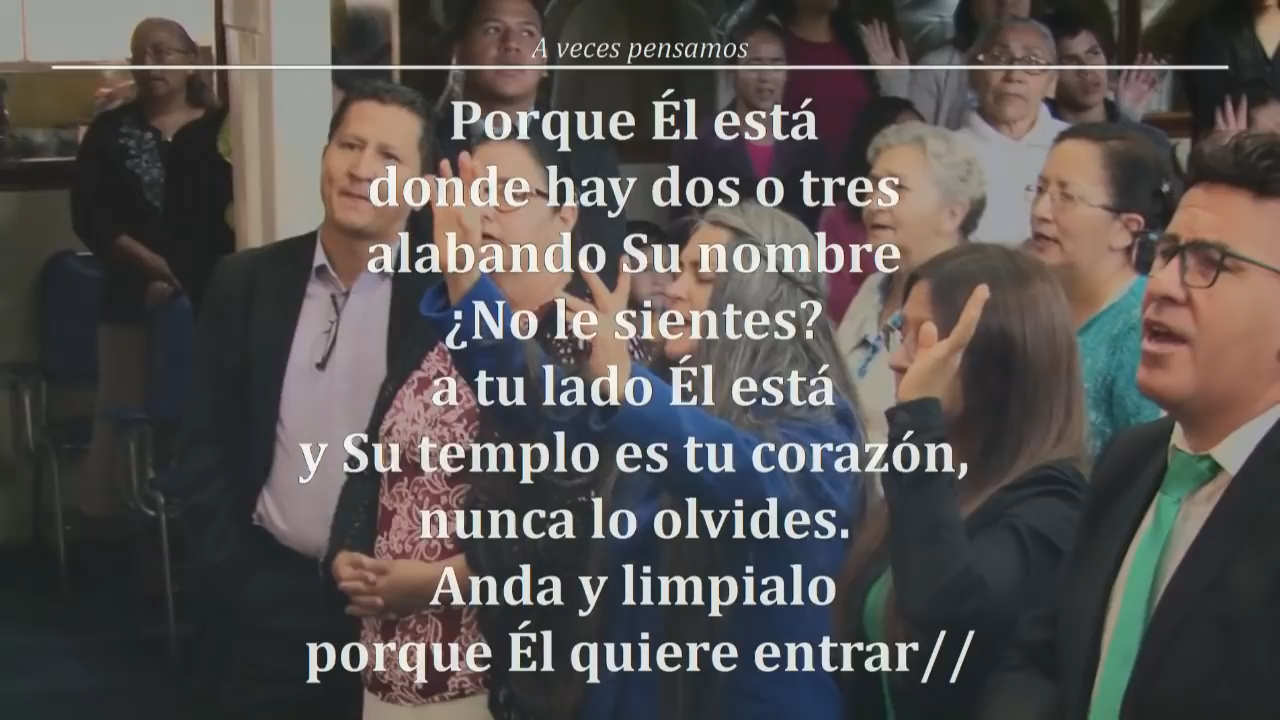 A veces pensamos
Porque Él está
donde hay dos o tres
alabando Su nombre
¿No le sientes?
a tu lado Él está
y Su templo es tu corazón,
nunca lo olvides.
Anda y limpialo
porque Él quiere entrar//